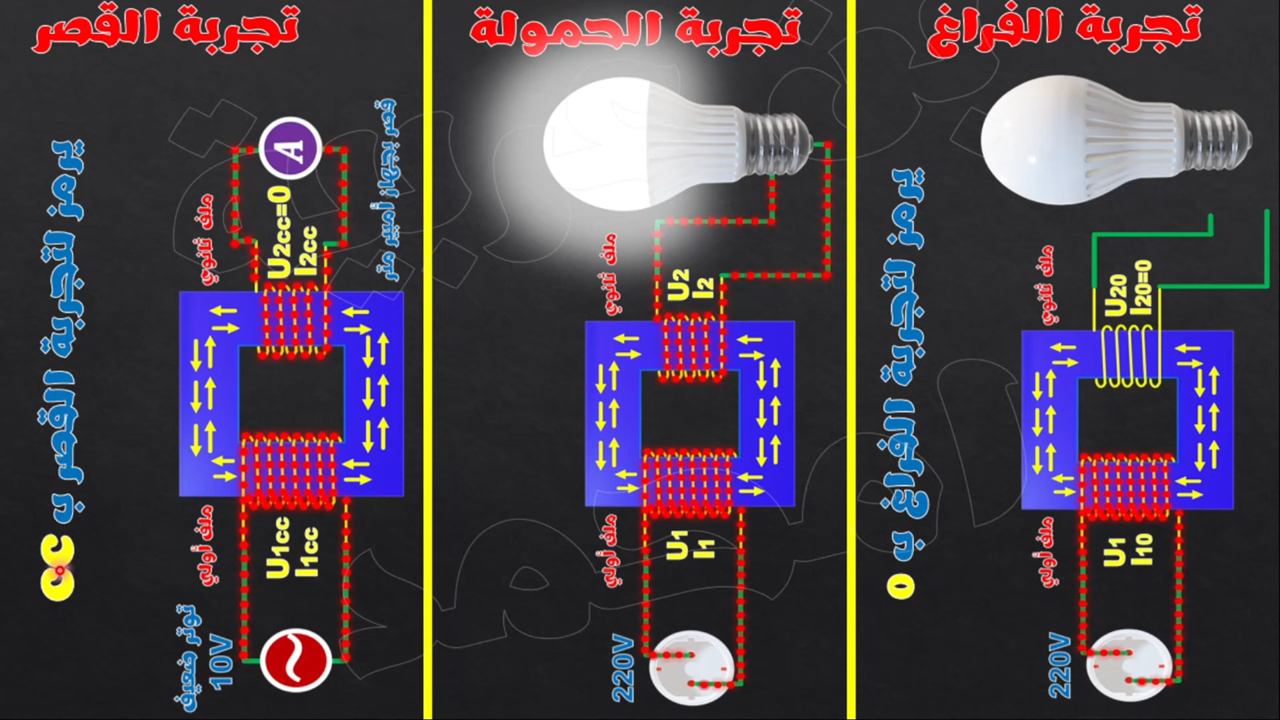 تجربة الفراغ
يرمز لتجربة الفراغ ب 0
ملف ثانوي
U20
I20=0
ملف أولي
U1
I10
220V
تجربة الحمولة
ملف ثانوي
U2
I2
ملف أولي
U1
I1
220V
تجربة القصر
يرمز لتجربة القصر ب c.c
قصر بجهاز أمبير متر
A
ملف ثانوي
U2cc=0
I2cc
ملف أولي
U1cc
I1cc
توتر ضعيف
10V